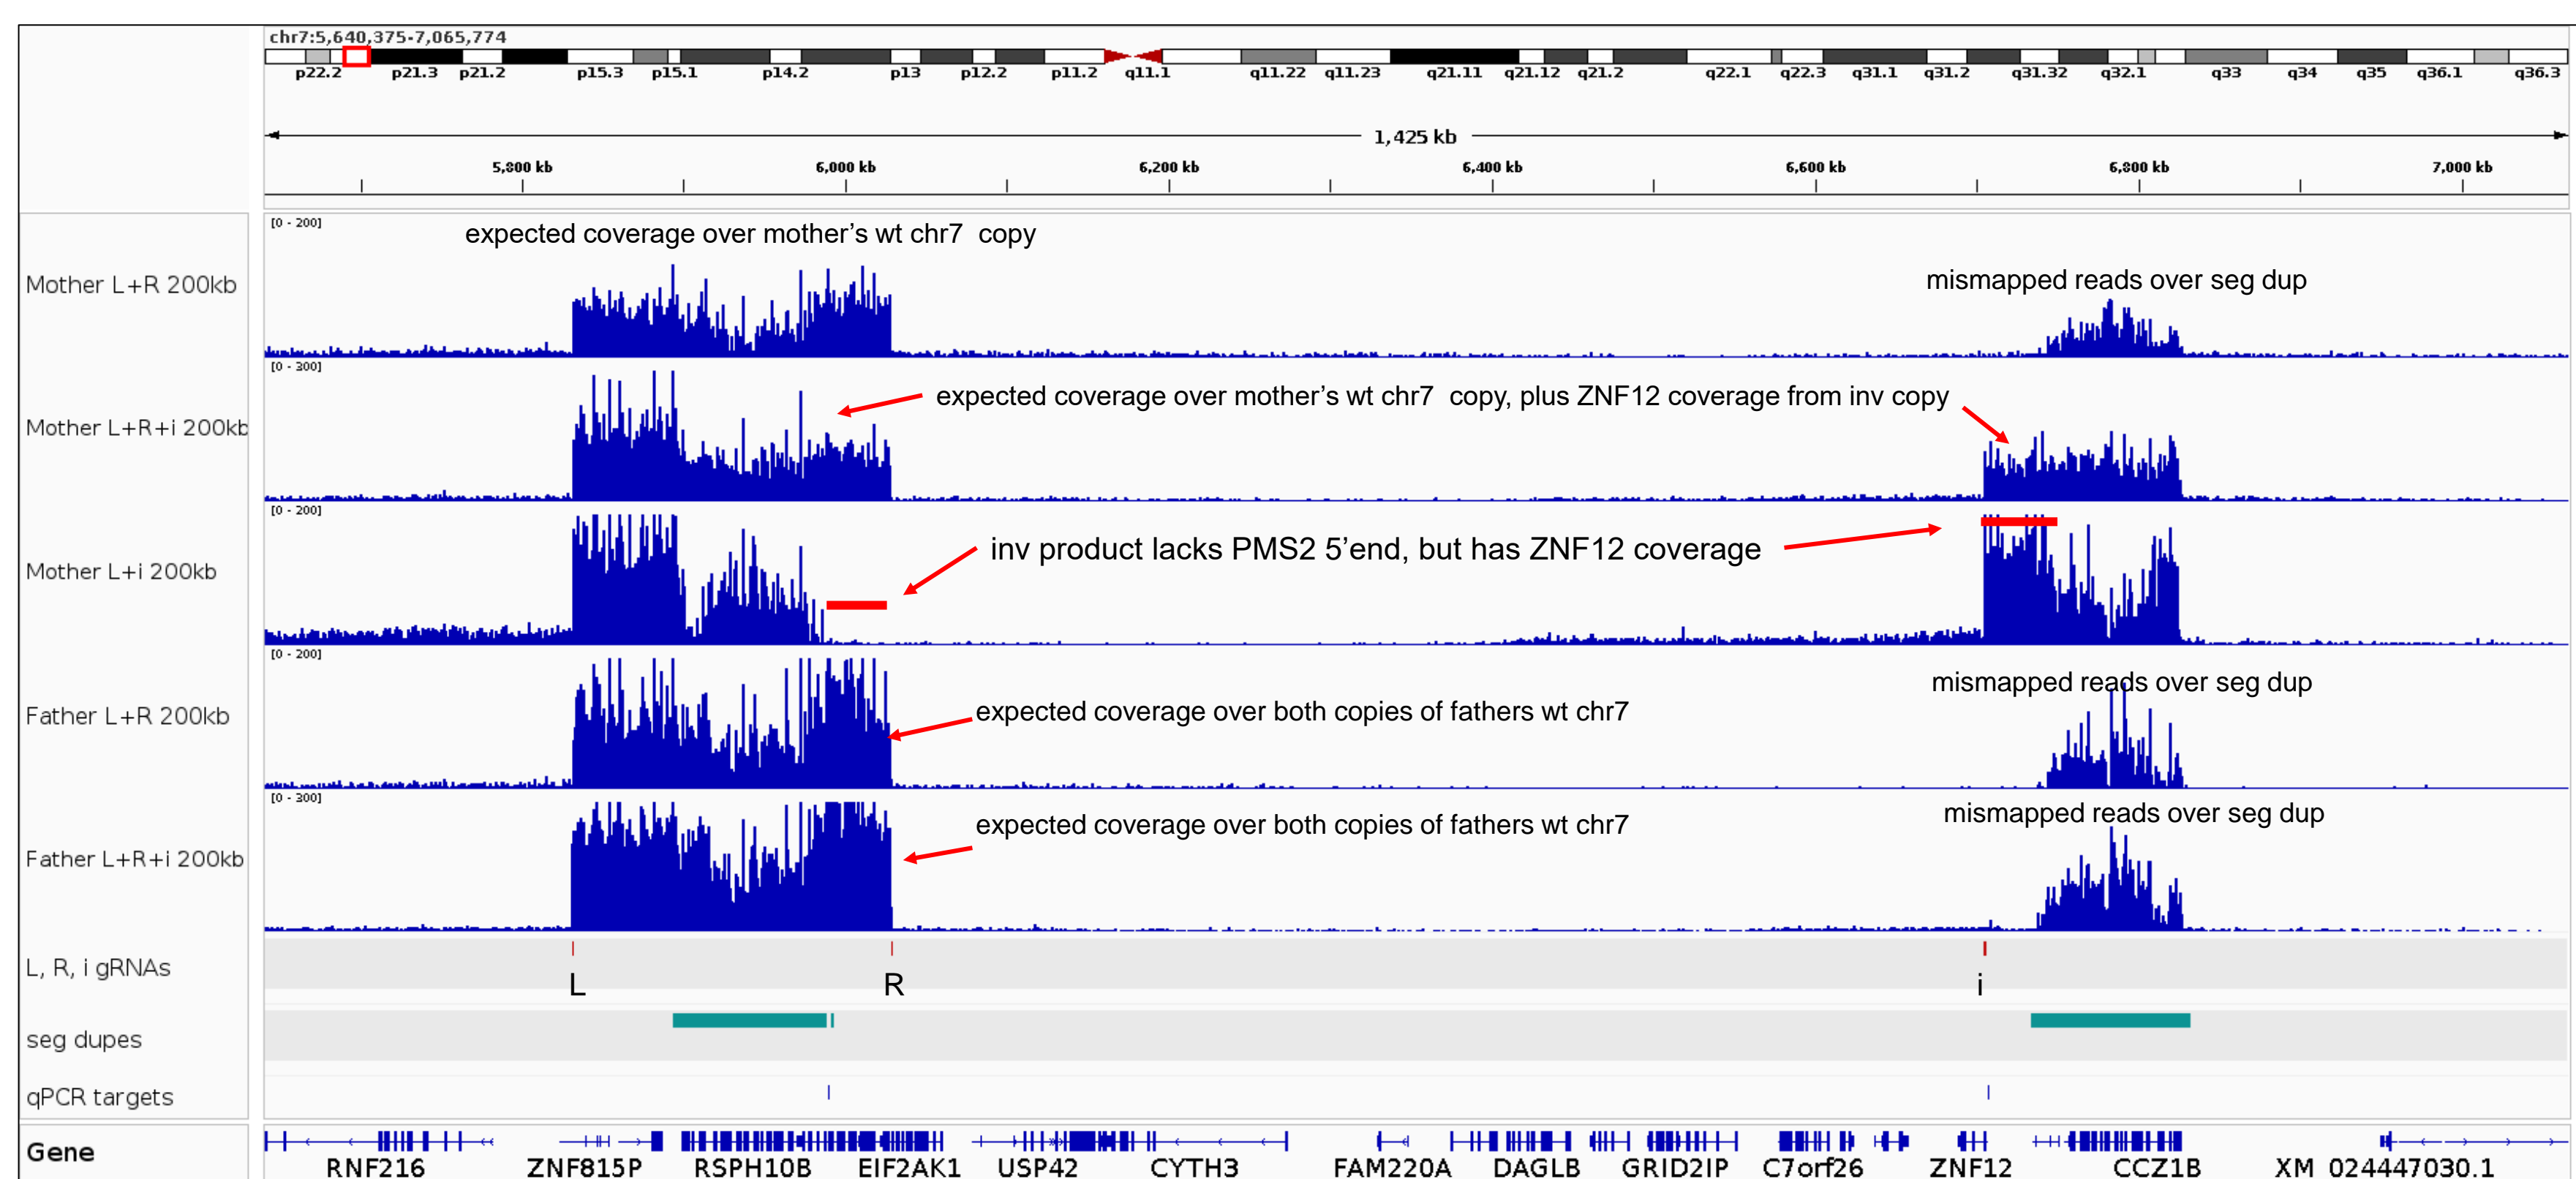 chr7:5,640,375-7,065,774
p22.2 p21.3 p21.2 p15.3 p15.1 p14.2 p13 p12.2 p11.2 q11.1 q11.22 q11.23 q21.11 q21.12 q21.2 q22.1 q22.3 q31.1 q31.2 q31.32 q32.1 q33 q34 q35 q36.1 q36.3
1,425 kb
5,800 kb 6,000 kb 6,200 kb 6,400 kb 6,600 kb 6,800 kb 7,000 kb
[0 - 200]
expected coverage over mother’s wt chr7 copy
mismapped reads over seg dup
Mother L+R 200kb
[0 - 300]
expected coverage over mother’s wt chr7 copy, plus ZNF12 coverage from inv copy
Mother L+R+i 200kb
[0 - 200]
inv product lacks PMS2 5’end, but has ZNF12 coverage
Mother L+i 200kb
[0 - 200]
mismapped reads over seg dup
Father L+R 200kb
expected coverage over both copies of fathers wt chr7
[0 - 300]
mismapped reads over seg dup
expected coverage over both copies of fathers wt chr7
Father L+R+i 200kb
L, R, i gRNAs
L R i
seg dupes
qPCR targets
Gene
RNF216 ZNF815P RSPH10B EIF2AK1 USP42 CYTH3 FAM220A DAGLB GRID2IP C7orf26 ZNF12 CCZ1B XM_024447030.1